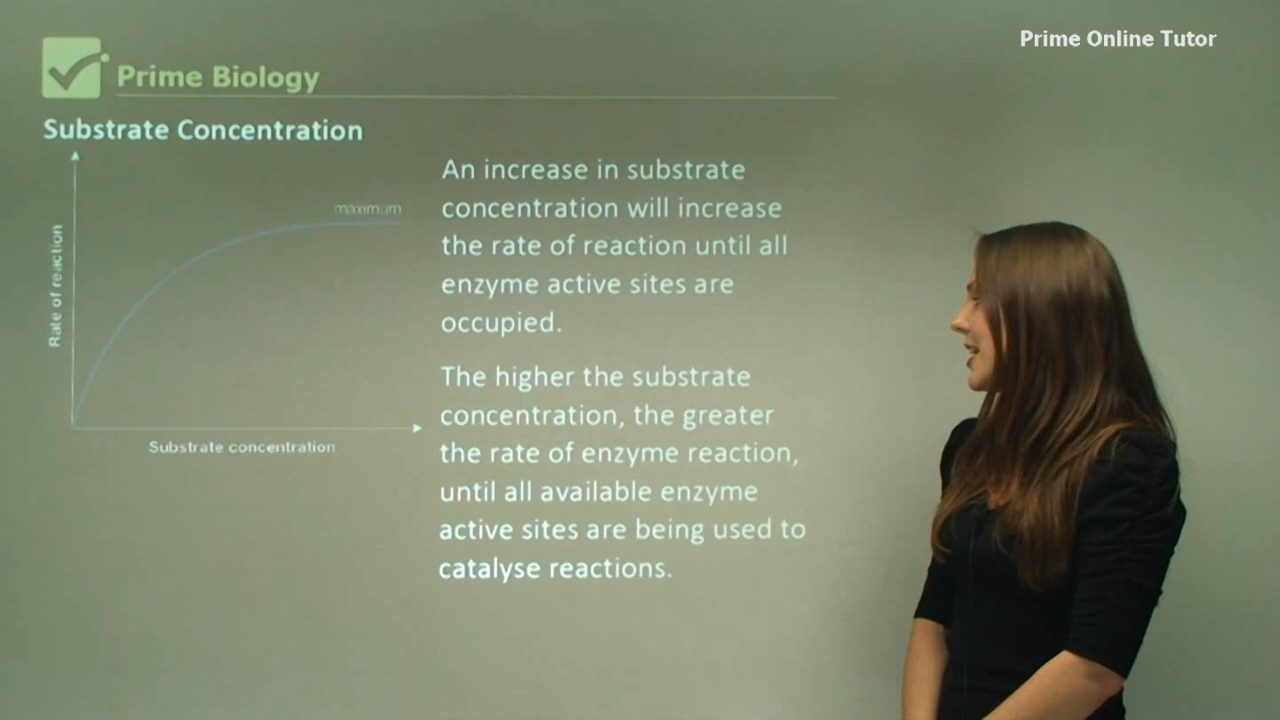 Prime Online Tutor
Prime Biology
Substrate Concentration
maximum
Rate of reaction
Substrate concentration
An increase in substrate
concentration will increase
the rate of reaction until all
enzyme active sites are
occupied.
The higher the substrate
concentration, the greater
the rate of enzyme reaction,
until all available enzyme
active sites are being used to
catalyse reactions.